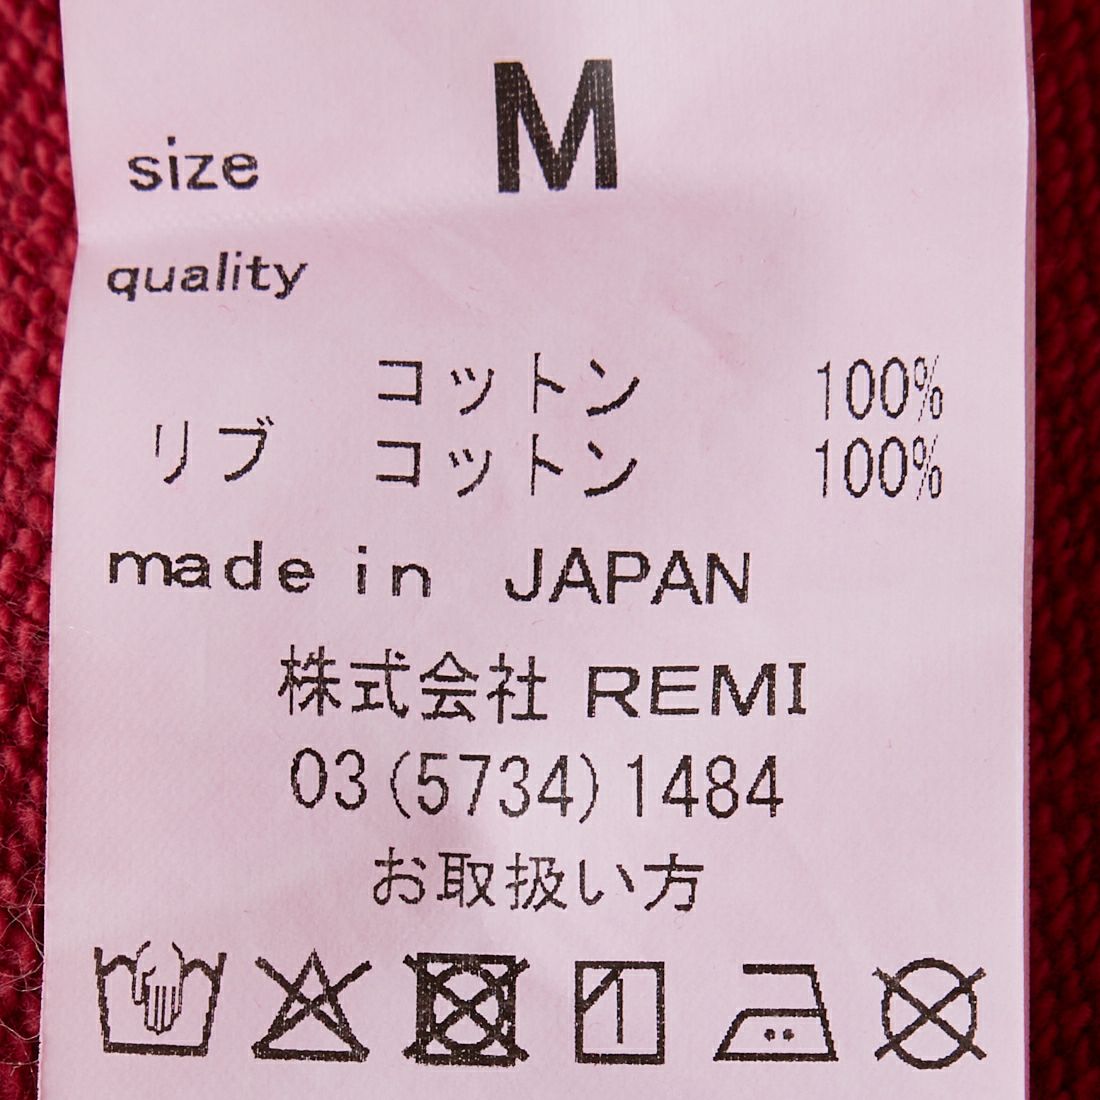 size M
quality
コットン 100%
リブ コットン 100%
made in JAPAN
株式会社 REMI
03(5734)1484
お取扱い方